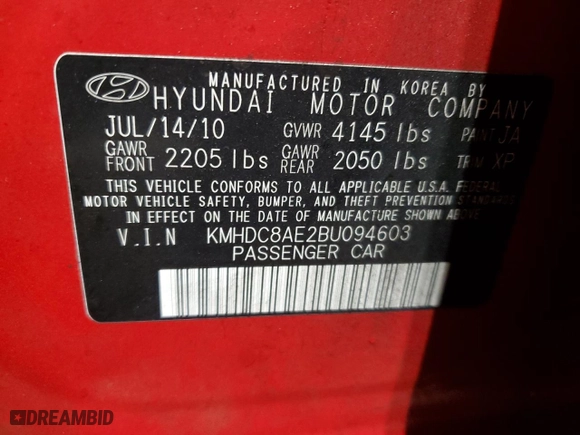 MANUFACTURED IN KOREA BY
HYUNDAI MOTOR COMPANY
JUL/14/10 GVWR 4145 lbs PAINT JA
GAWR FRONT 2205 lbs GAWR REAR 2050 lbs TRIM XP
THIS VEHICLE CONFORMS TO ALL APPLICABLE U.S.A. FEDERAL
MOTOR VEHICLE SAFETY, BUMPER, AND THEFT PREVENTION STANDARDS
IN EFFECT ON THE DATE OF MANUFACTURE SHOWN ABOVE
V.I.N KMHDC8AE2BU094603
PASSENGER CAR
DREAMBID